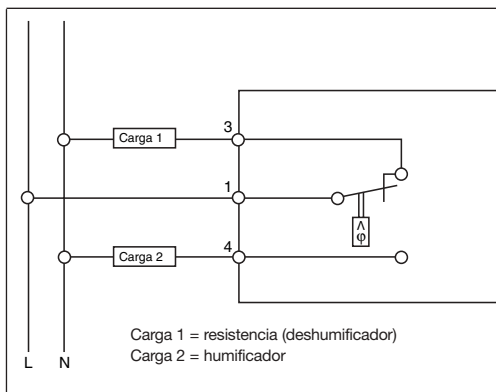 3
Carga 1
1
Λ
φ
4
Carga 2
Carga 1 = resistencia (deshumificador)
Carga 2 = humificador
L N